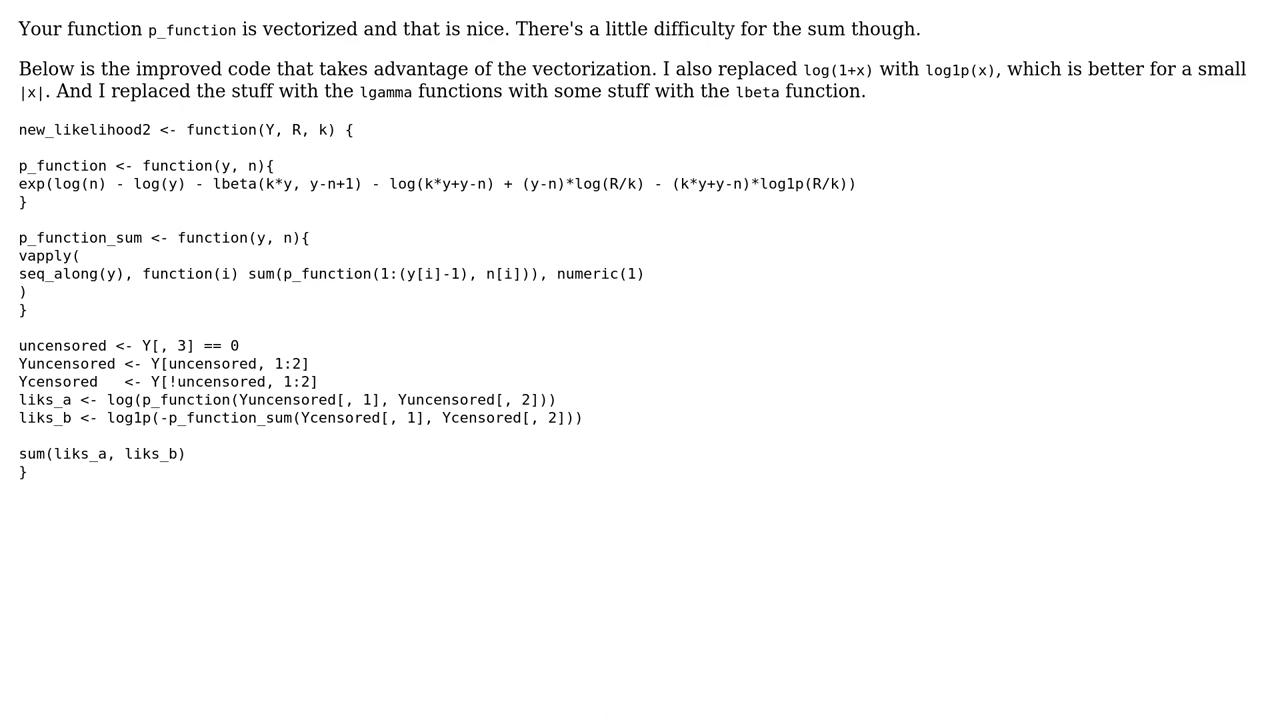 Your function p_function is vectorized and that is nice. There's a little difficulty for the sum though.
Below is the improved code that takes advantage of the vectorization. I also replaced log(1+x) with log1p(x), which is better for a small
|x|. And I replaced the stuff with the lgamma functions with some stuff with the lbeta function.
new_likelihood2 <- function(Y, R, k) {
p_function <- function(y, n){
exp(log(n) - log(y) - lbeta(k*y, y-n+1) - log(k*y+y-n) + (y-n)*log(R/k) - (k*y+y-n)*log1p(R/k))
}
p_function_sum <- function(y, n){
vapply(
seq_along(y), function(i) sum(p_function(1:(y[i]-1), n[i])), numeric(1)
)
}
uncensored <- Y[, 3] == 0
Yuncensored <- Y[uncensored, 1:2]
Ycensored   <- Y[!uncensored, 1:2]
liks_a <- log(p_function(Yuncensored[, 1], Yuncensored[, 2]))
liks_b <- log1p(-p_function_sum(Ycensored[, 1], Ycensored[, 2]))
sum(liks_a, liks_b)
}